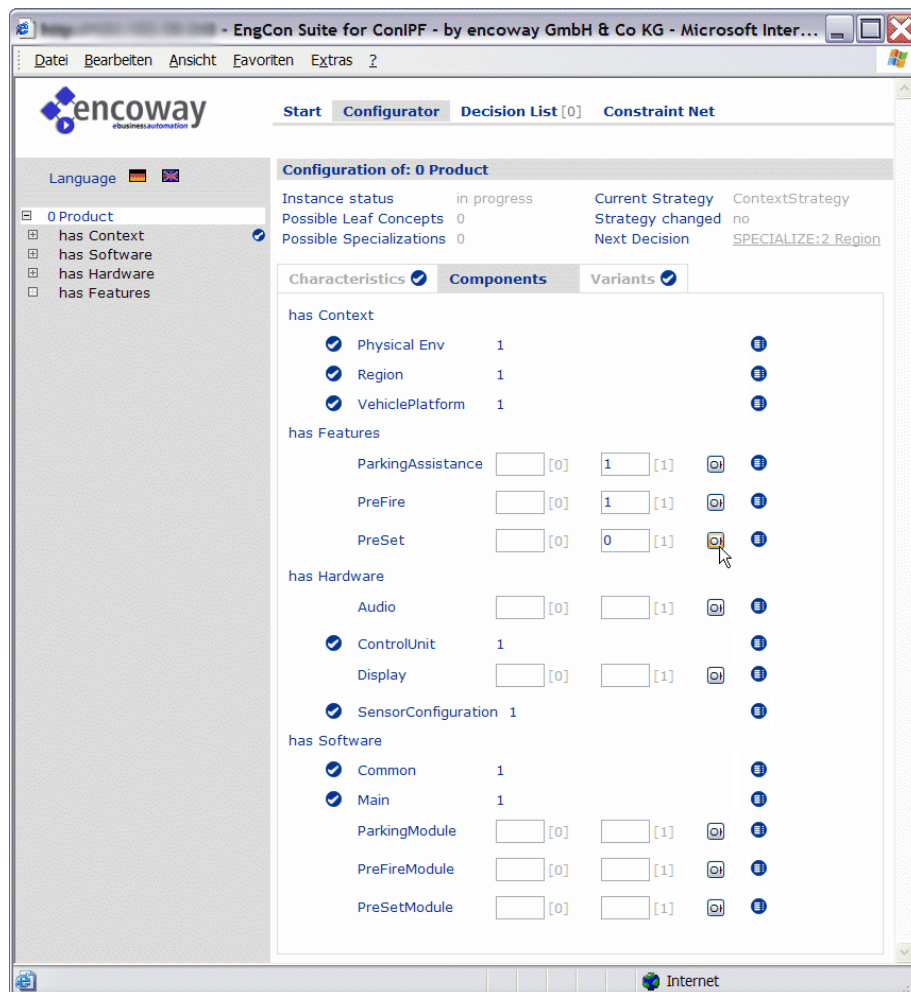 - EngCon Suite for ConIPF - by encoway GmbH & Co KG - Microsoft Inter...
Datei Bearbeiten Ansicht Favoriten Extras ?
encoway
ebusinessautomation
Start Configurator Decision List [0] Constraint Net
Language
Configuration of: 0 Product
Instance status in progress Current Strategy ContextStrategy
Possible Leaf Concepts 0 Strategy changed no
Possible Specializations 0 Next Decision SPECIALIZE:2 Region
0 Product
has Context
has Software
has Hardware
has Features
Characteristics Components Variants
has Context
Physical Env 1
Region 1
VehiclePlatform 1
has Features
ParkingAssistance [0] 1 [1]
PreFire [0] 1 [1]
PreSet [0] 0 [1]
has Hardware
Audio [0] [1]
ControlUnit 1
Display [0] [1]
SensorConfiguration 1
has Software
Common 1
Main 1
ParkingModule [0] [1]
PreFireModule [0] [1]
PreSetModule [0] [1]
Internet